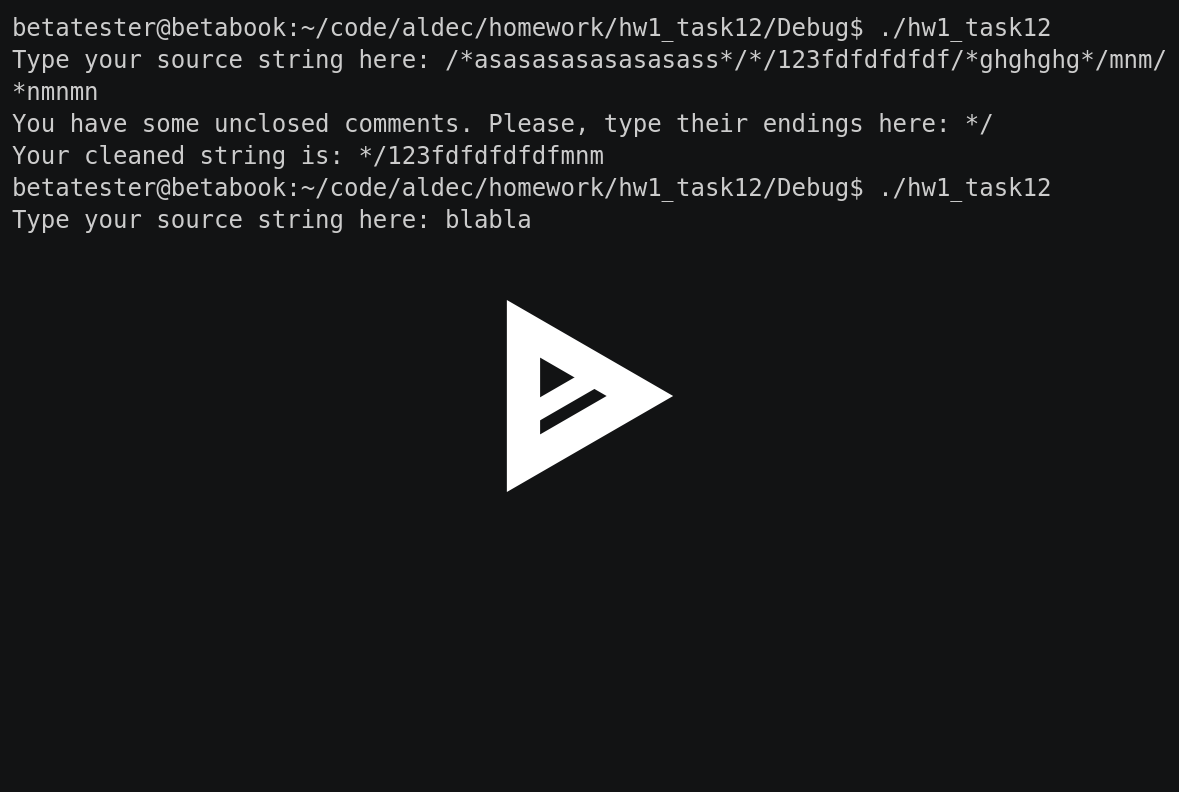 betatester@betabook:~/code/aldec/homework/hw1_task12/Debug$ ./hw1_task12
Type your source string here: /*asasasasasasasass*/*/123fdfdfdfdf/*ghghghg*/mnm/
*nmnmn
You have some unclosed comments. Please, type their endings here: */
Your cleaned string is: */123fdfdfdfdfmnm
betatester@betabook:~/code/aldec/homework/hw1_task12/Debug$ ./hw1_task12
Type your source string here: blabla